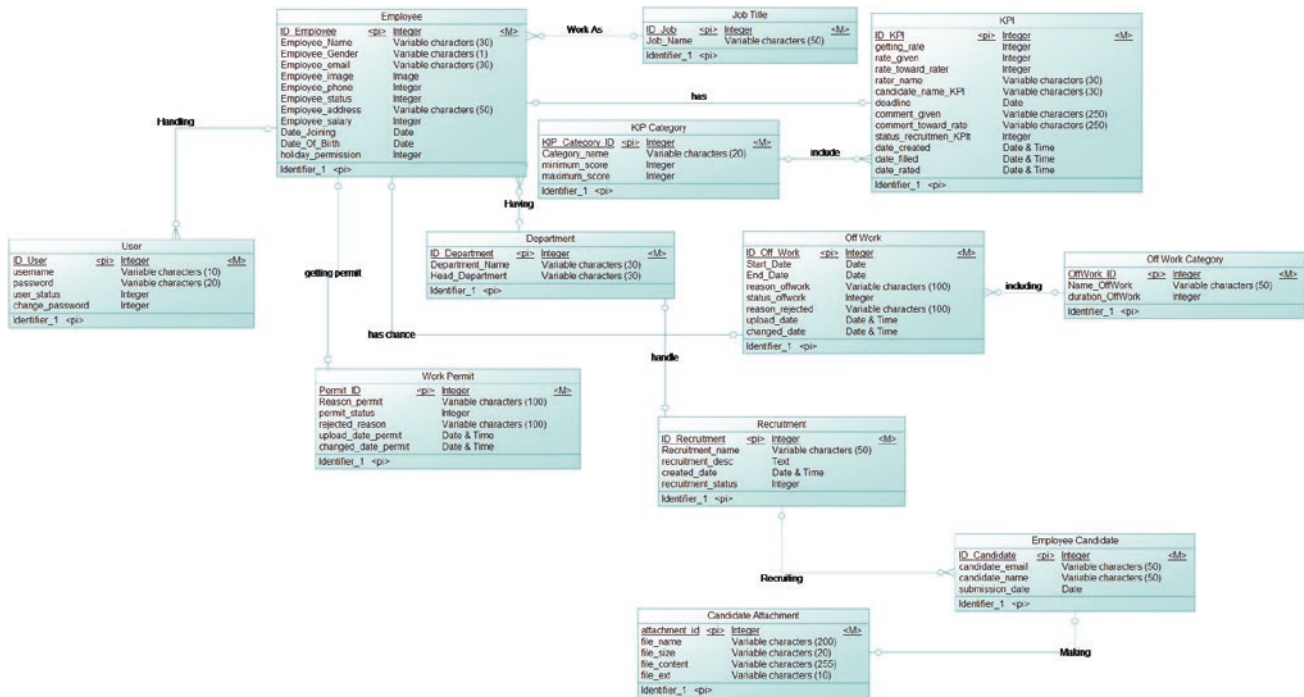 Employee
ID_Employee <pi> Integer <M>
Employee_Name Variable characters (30)
Employee_Gender Variable characters (1)
Employee_email Variable characters (30)
Employee_image Image
Employee_phone Integer
Employee_status Integer
Employee_address Variable characters (50)
Employee_salary Integer
Date_Joining Date
Date_Of_Birth Date
holiday_permission Integer
Identifier_1 <pi>
Work As
Job Title
ID_Job <pi> Integer <M>
Job_Name Variable characters (50)
Identifier_1 <pi>
KPI
ID_KPI <pi> Integer <M>
getting_rate Integer
rate_given Integer
rate_toward_rater Integer
rater_name Variable characters (30)
candidate_name_KPI Variable characters (30)
deadline Date
comment_given Variable characters (250)
comment_toward_rato Variable characters (250)
status_recruitmen_KPIt Integer
date_created Date & Time
date_filled Date & Time
date_rated Date & Time
Identifier_1 <pi>
has
Handling
KIP Category
KIP_Category_ID <pi> Integer <M>
Category_name Variable characters (20)
minimum_score Integer
maximum_score Integer
Identifier_1 <pi>
include
Having
User
ID_User <pi> Integer <M>
username Variable characters (10)
password Variable characters (20)
user_status Integer
change_password Integer
Identifier_1 <pi>
getting permit
Department
ID_Department <pi> Integer <M>
Department_Name Variable characters (30)
Head_Department Variable characters (30)
Identifier_1 <pi>
Off Work
ID_Off_Work <pi> Integer <M>
Start_Date Date
End_Date Date
reason_offwork Variable characters (100)
status_offwork Integer
reason_rejected Variable characters (100)
upload_date Date & Time
changed_date Date & Time
Identifier_1 <pi>
including
Off Work Category
OffWork_ID <pi> Integer <M>
Name_OffWork Variable characters (50)
duration_OffWork Integer
Identifier_1 <pi>
has chance
handle
Work Permit
Permit_ID <pi> Integer <M>
Reason_permit Variable characters (100)
permit_status Integer
rejected_reason Variable characters (100)
upload_date_permit Date & Time
changed_date_permit Date & Time
Identifier_1 <pi>
Recruitment
ID_Recruitment <pi> Integer <M>
Recruitment_name Variable characters (50)
recruitment_desc Text
created_date Date & Time
recruitment_status Integer
Identifier_1 <pi>
Recruiting
Employee Candidate
ID_Candidate <pi> Integer <M>
candidate_email Variable characters (50)
candidate_name Variable characters (50)
submission_date Date
Identifier_1 <pi>
Candidate Attachment
attachment_id <pi> Integer <M>
file_name Variable characters (200)
file_size Variable characters (20)
file_content Variable characters (255)
file_ext Variable characters (10)
Identifier_1 <pi>
Making